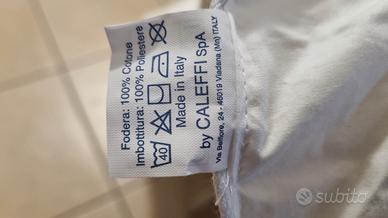 Fodera: 100% Cotone
Imbottitura: 100% Poliestere
40
Made in Italy
by CALEFFI SpA
Via Belfiore, 24 - 46019 Viadana (Mn) ITALY
subito